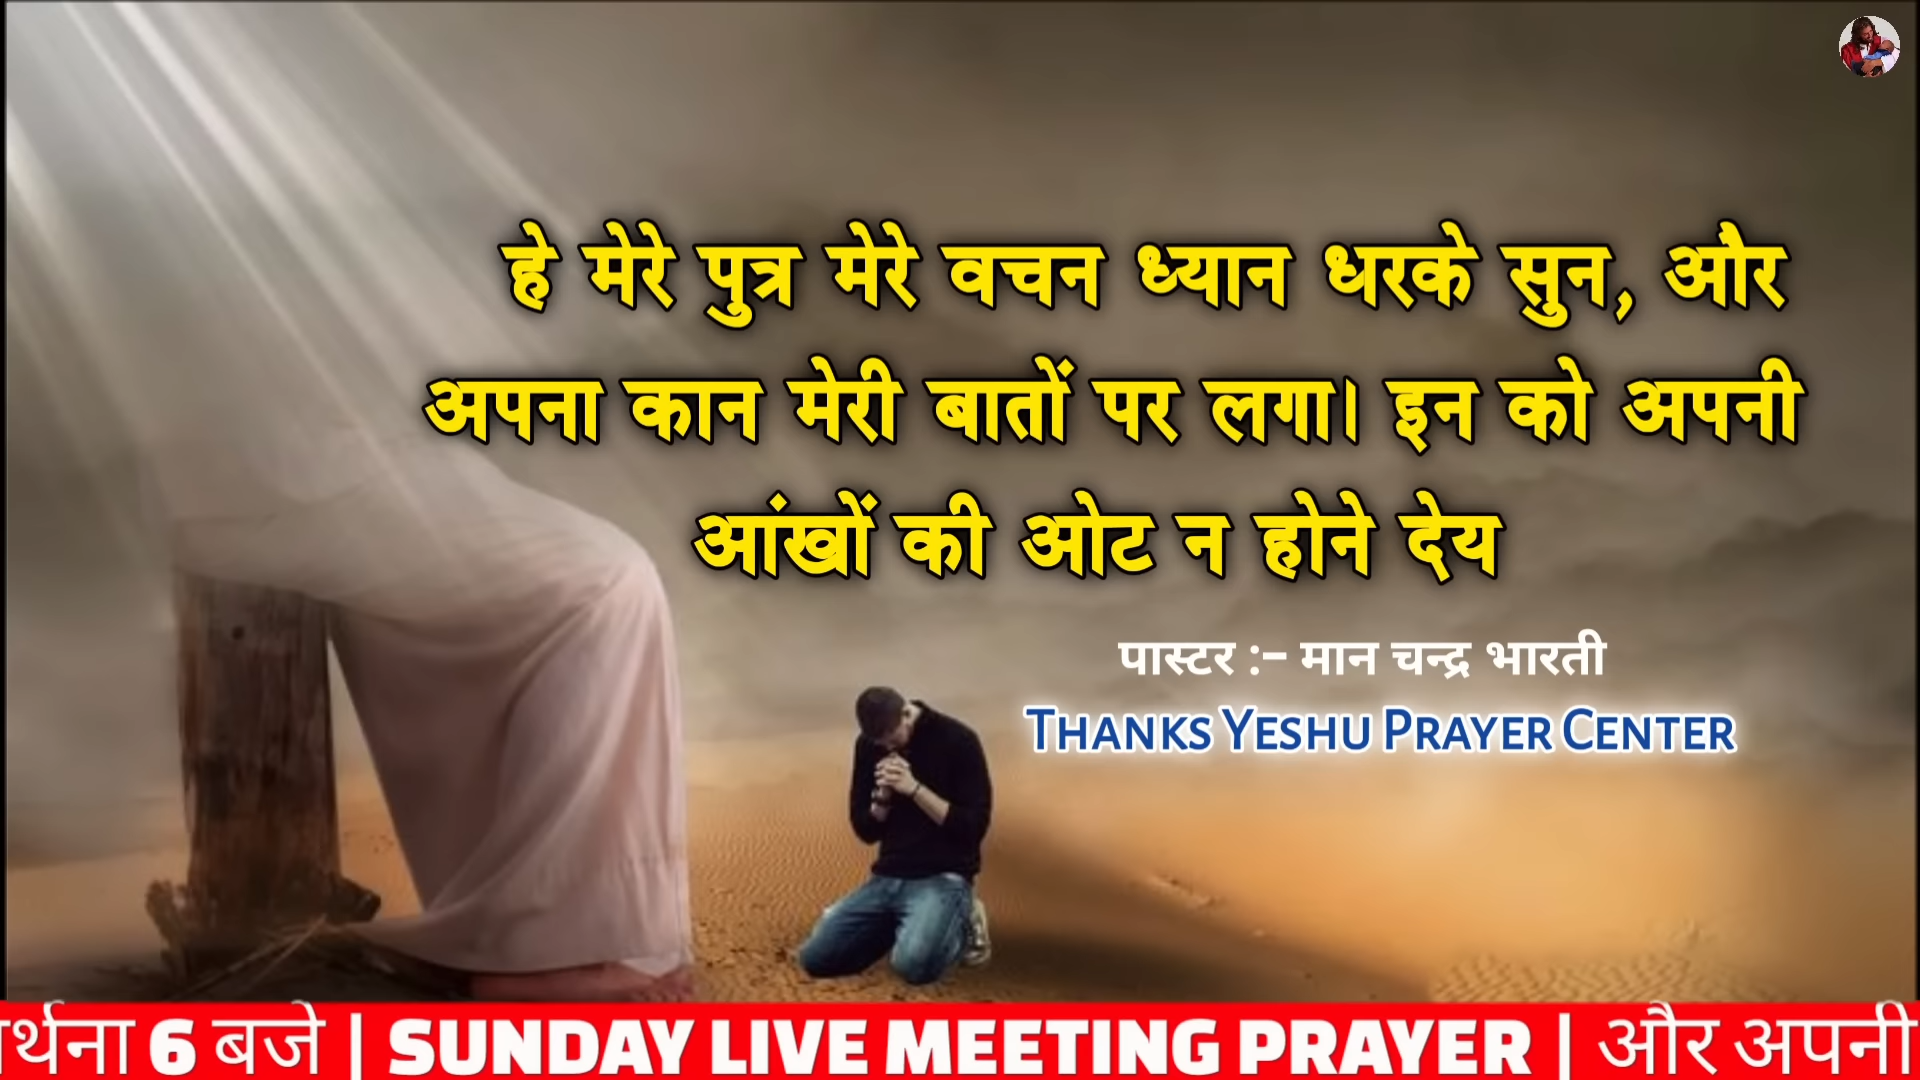 हे मेरे पुत्र मेरे वचन ध्यान धरके सुन, और
अपना कान मेरी बातों पर लगा। इन को अपनी
आंखों की ओट न होने देय
पास्टर :- मान चन्द्र भारती
THANKS YESHU PRAYER CENTER
6 बजे | SUNDAY LIVE MEETING PRAYER | और अपनी